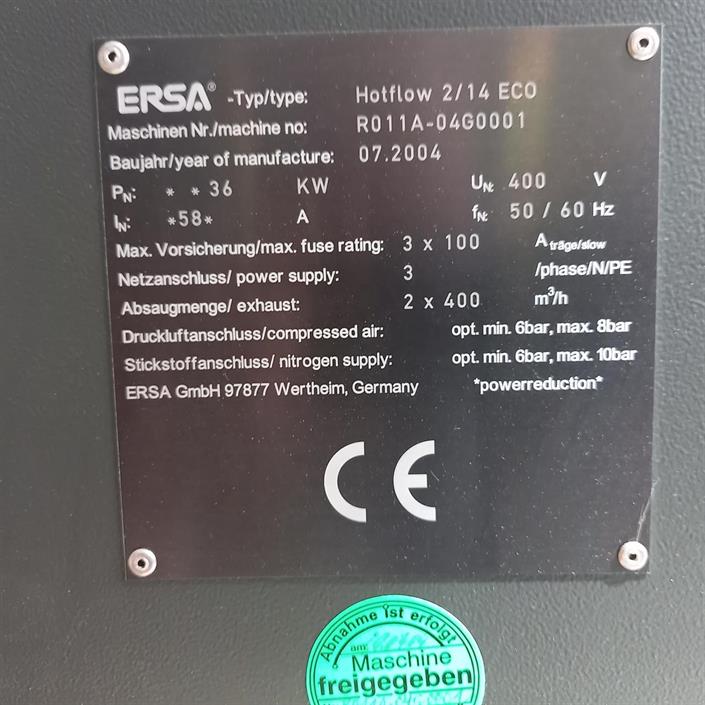 ERSA® -Typ/type: Hotflow 2/14 ECO
Maschinen Nr./machine no: R011A-04G0001
Baujahr/year of manufacture: 07.2004
PN: * * 36 KW UN: 400 V
IN: *58* A fN: 50 / 60 Hz
Max. Vorsicherung/max. fuse rating: 3 x 100 A träge/slow
Netzanschluss/ power supply: 3 /phase/N/PE
Absaugmenge/ exhaust: 2 x 400 m³/h
Druckluftanschluss/compressed air: opt. min. 6bar, max. 8bar
Stickstoffanschluss/ nitrogen supply: opt. min. 6bar, max. 10bar
ERSA GmbH 97877 Wertheim, Germany *powerreduction*
CE
Abnahme ist erfolgt
am:
Maschine
freigegeben